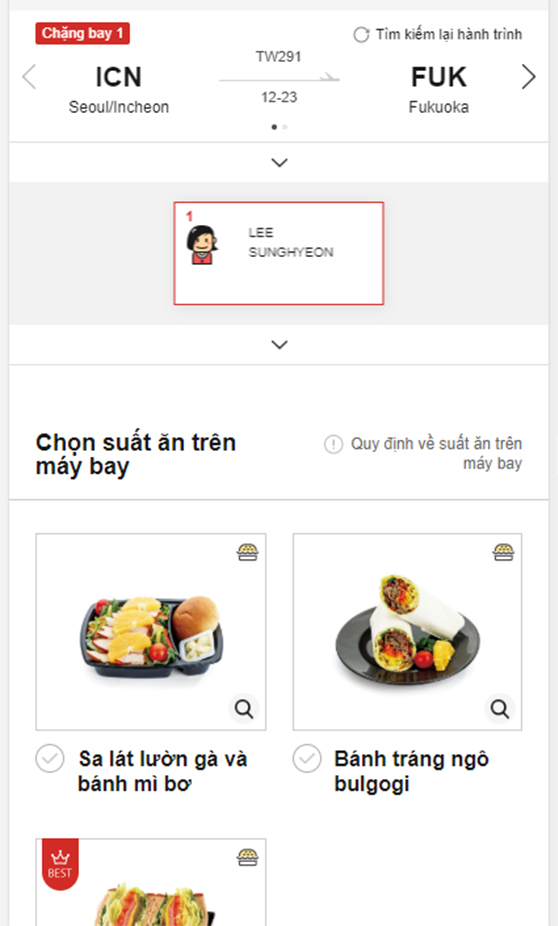 Chặng bay 1
Tìm kiếm lại hành trình
ICN
Seoul/Incheon
TW291
12-23
FUK
Fukuoka
1
LEE
SUNGHYEON
Chọn suất ăn trên
máy bay
Quy định về suất ăn trên
máy bay
Sa lát lườn gà và
bánh mì bơ
Bánh tráng ngô
bulgogi
BEST